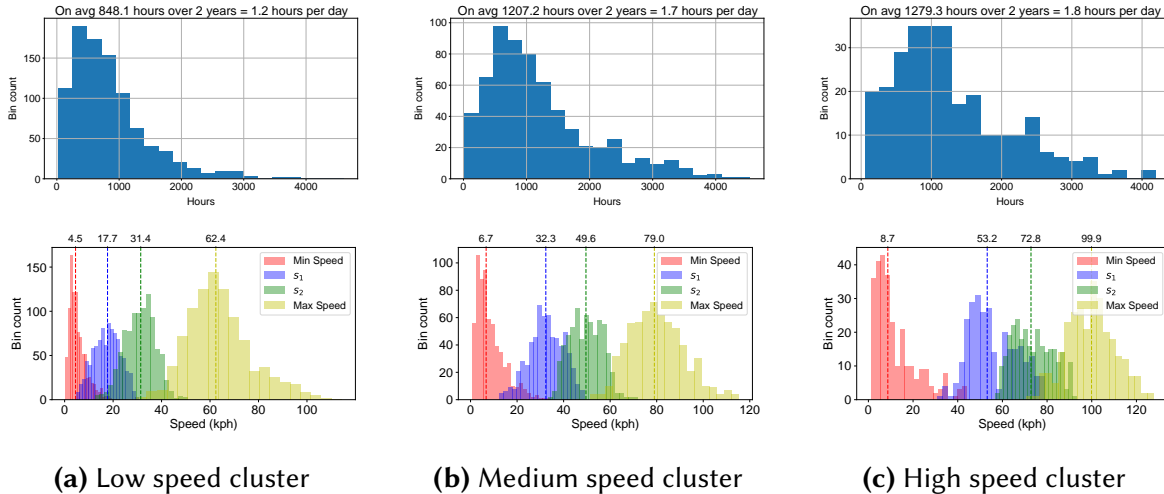 On avg 848.1 hours over 2 years = 1.2 hours per day
Bin count
150
100
50
0
0 1000 2000 3000 4000
Hours
On avg 1207.2 hours over 2 years = 1.7 hours per day
Bin count
100
80
60
40
20
0
0 1000 2000 3000 4000
Hours
On avg 1279.3 hours over 2 years = 1.8 hours per day
Bin count
30
20
10
0
0 1000 2000 3000 4000
Hours
4.5 17.7 31.4 62.4
Bin count
150
100
50
0
Min Speed
s₁
s₂
Max Speed
0 20 40 60 80 100
Speed (kph)
6.7 32.3 49.6 79.0
Bin count
100
80
60
40
20
0
Min Speed
s₁
s₂
Max Speed
0 20 40 60 80 100 120
Speed (kph)
8.7 53.2 72.8 99.9
Bin count
40
30
20
10
0
Min Speed
s₁
s₂
Max Speed
0 20 40 60 80 100 120
Speed (kph)
(a) Low speed cluster
(b) Medium speed cluster
(c) High speed cluster